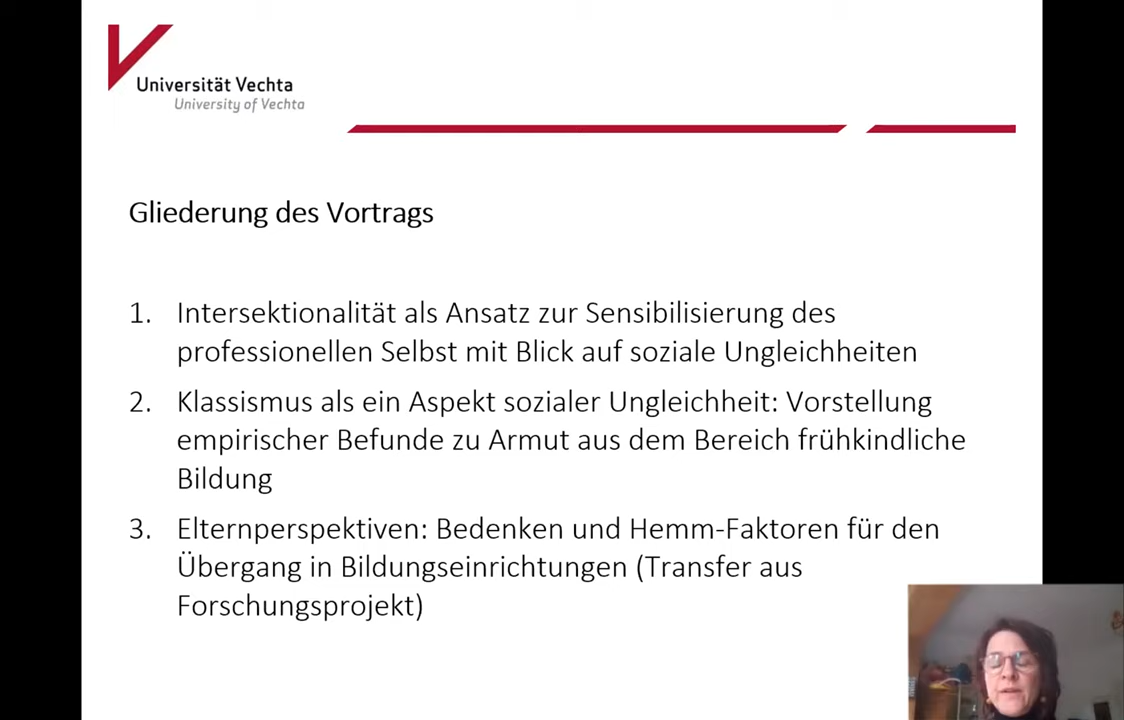 Universität Vechta
University of Vechta
Gliederung des Vortrags
1. Intersektionalität als Ansatz zur Sensibilisierung des
professionellen Selbst mit Blick auf soziale Ungleichheiten
2. Klassismus als ein Aspekt sozialer Ungleichheit: Vorstellung
empirischer Befunde zu Armut aus dem Bereich frühkindliche
Bildung
3. Elternperspektiven: Bedenken und Hemm-Faktoren für den
Übergang in Bildungseinrichtungen (Transfer aus
Forschungsprojekt)